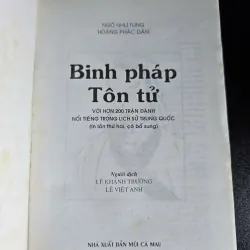 NGÔ NHƯ TUNG
HOÀNG PHÁC DÂN
Binh pháp
Tôn tử
VỚI HƠN 200 TRẬN ĐÁNH
NỔI TIẾNG TRONG LỊCH SỬ TRUNG QUỐC
(In lần thứ hai, có bổ sung)
Người dịch
LÊ KHÁNH TRƯỜNG
LÊ VIỆT ANH
NHÀ XUẤT BẢN MŨI CÀ MAU